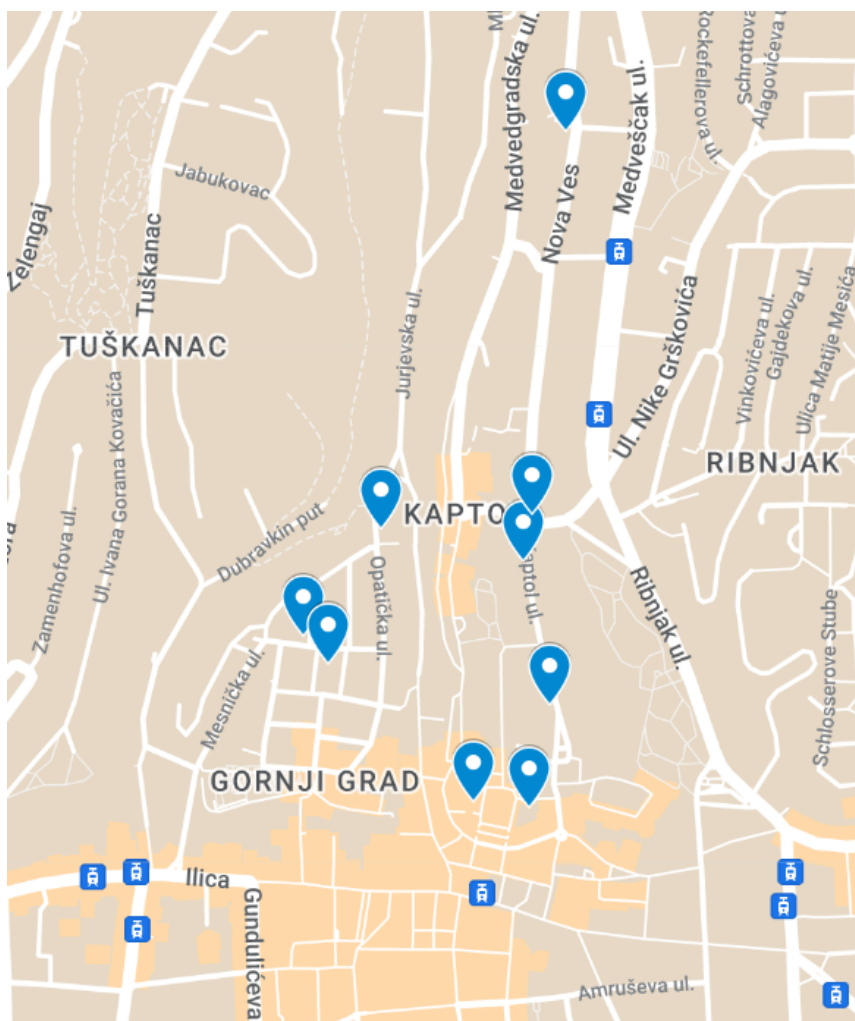 Medvedgradska ul.
Rockefellerova ul.
Schrottova
Alagovićeva u
Medveščak ul.
Nova Ves
Jabukovac
Zelengaj
Tuškanac
TUŠKANAC
Jurjevska ul.
Ul. Nike Grškovića
Vinkovićeva ul.
Gajdekova ul.
Ulica Matije Mesića
RIBNJAK
Ul. Ivana Gorana Kovačića
Zamenhofova ul.
Dubravkin put
KAPTO
Opatička ul.
ptol ul.
Ribnjak ul.
Mesnička ul.
Schlosserove Stube
GORNJI GRAD
Ilica
Gundulićeva
Amruševa ul.